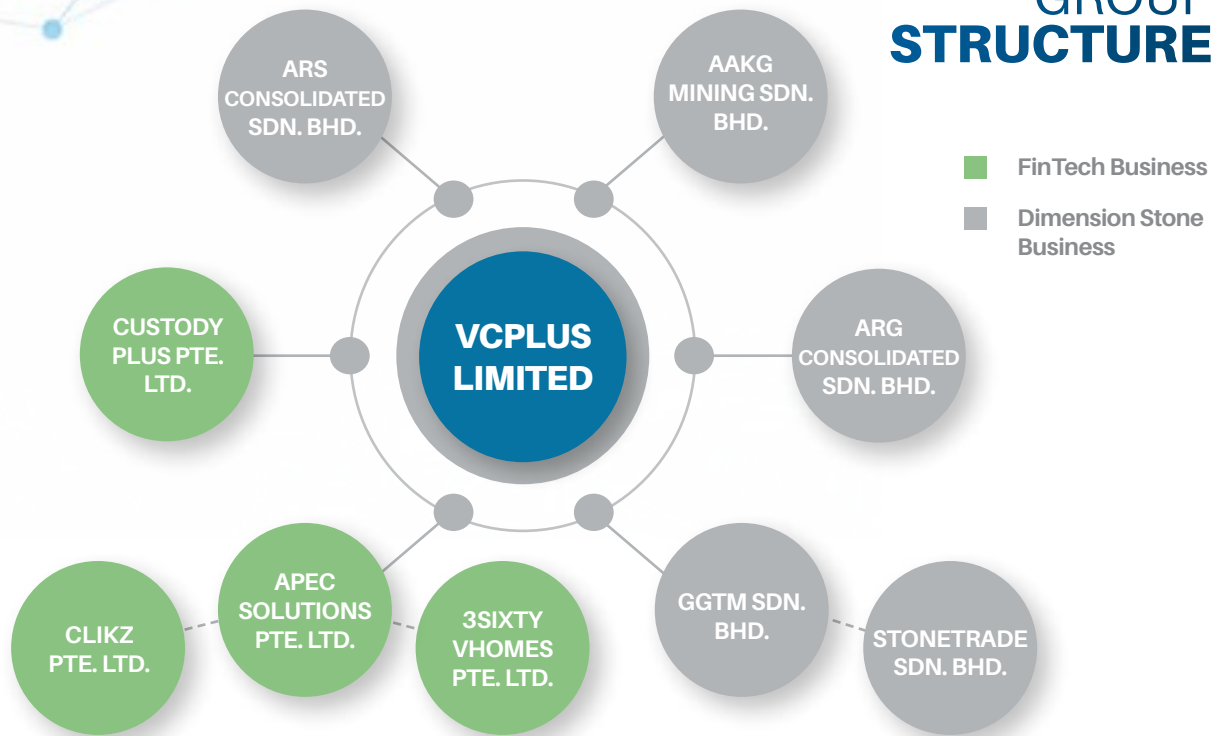 GROUP
STRUCTURE
ARS
CONSOLIDATED
SDN. BHD.
AAKG
MINING SDN.
BHD.
FinTech Business
Dimension Stone
Business
CUSTODY
PLUS PTE.
LTD.
VCPLUS
LIMITED
ARG
CONSOLIDATED
SDN. BHD.
CLIKZ
PTE. LTD.
APEC
SOLUTIONS
PTE. LTD.
3SIXTY
VHOMES
PTE. LTD.
GGTM SDN.
BHD.
STONETRADE
SDN. BHD.